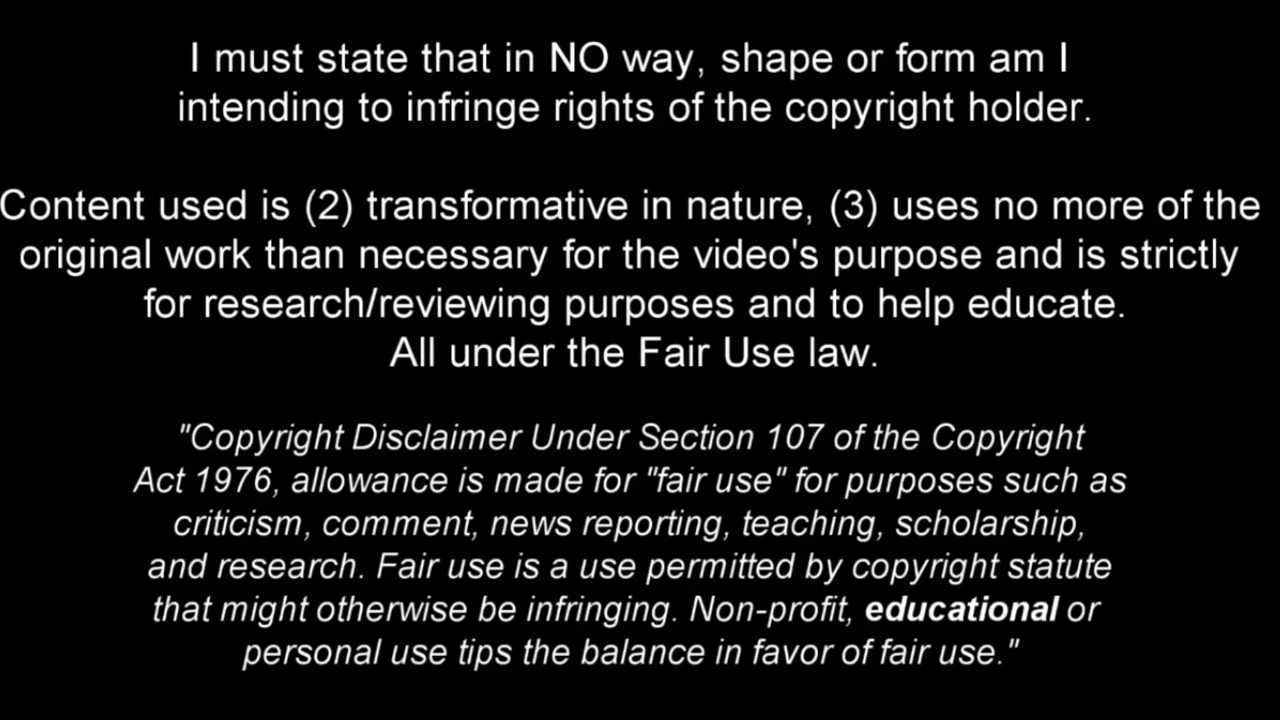 I must state that in NO way, shape or form am I
intending to infringe rights of the copyright holder.
Content used is (2) transformative in nature, (3) uses no more of the
original work than necessary for the video's purpose and is strictly
for research/reviewing purposes and to help educate.
All under the Fair Use law.
"Copyright Disclaimer Under Section 107 of the Copyright
Act 1976, allowance is made for "fair use" for purposes such as
criticism, comment, news reporting, teaching, scholarship,
and research. Fair use is a use permitted by copyright statute
that might otherwise be infringing. Non-profit, educational or
personal use tips the balance in favor of fair use."